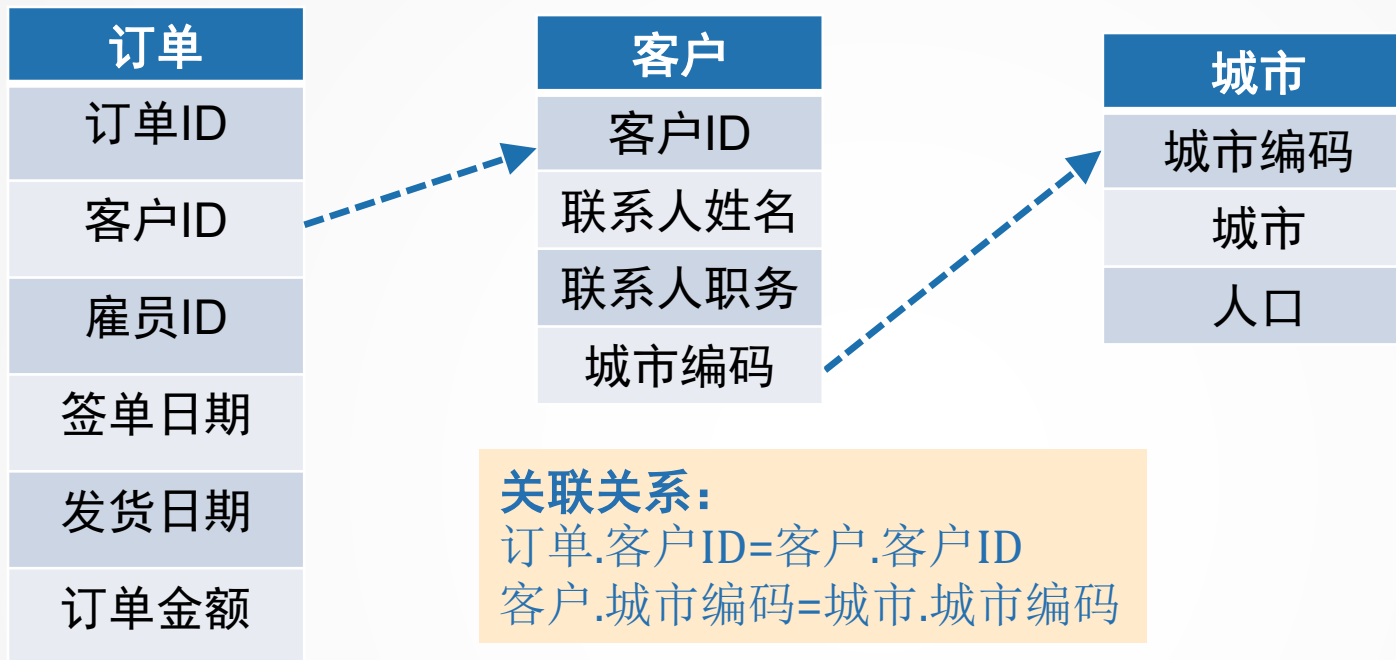 订单
订单ID
客户ID
雇员ID
签单日期
发货日期
订单金额
客户
客户ID
联系人姓名
联系人职务
城市编码
城市
城市编码
城市
人口
关联关系：
订单.客户ID=客户.客户ID
客户.城市编码=城市.城市编码